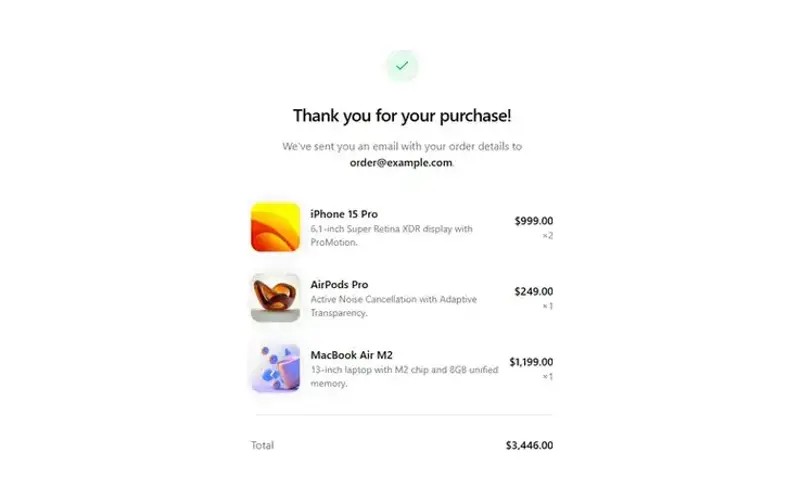 Thank you for your purchase!
We've sent you an email with your order details to
order@example.com.
iPhone 15 Pro
6.1-inch Super Retina XDR display with
ProMotion.
$999.00
×2
AirPods Pro
Active Noise Cancellation with Adaptive
Transparency.
$249.00
×1
MacBook Air M2
13-inch laptop with M2 chip and 8GB unified
memory.
$1,199.00
×1
Total
$3,446.00